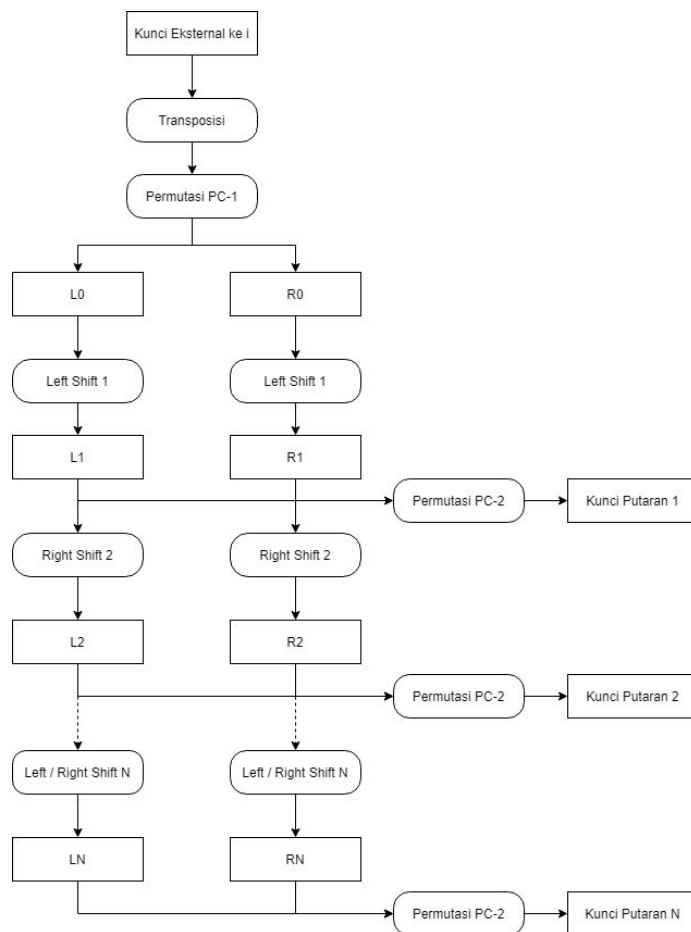 Kunci Eksternal ke i
Transposisi
Permutasi PC-1
L0
R0
Left Shift 1
Left Shift 1
L1
R1
Permutasi PC-2
Kunci Putaran 1
Right Shift 2
Right Shift 2
L2
R2
Permutasi PC-2
Kunci Putaran 2
Left / Right Shift N
Left / Right Shift N
LN
RN
Permutasi PC-2
Kunci Putaran N